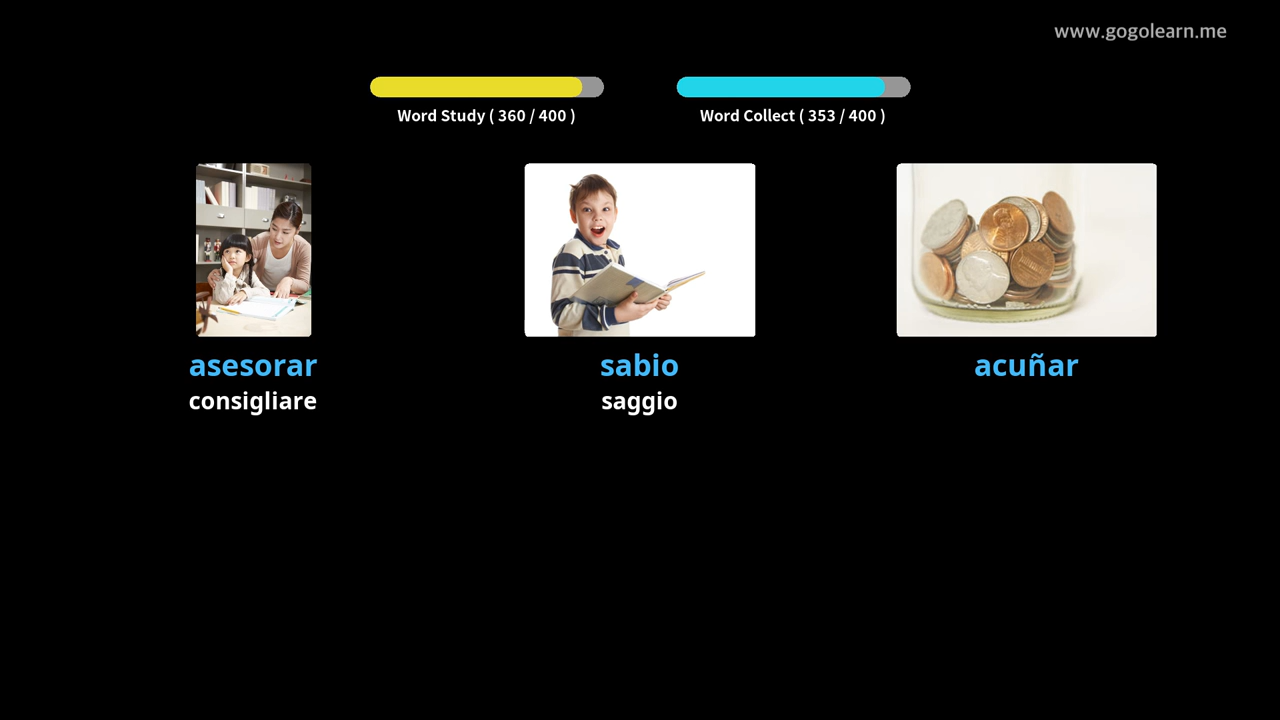 www.gogolearn.me
Word Study ( 360 / 400 )
Word Collect ( 353 / 400 )
asesorar
consigliare
sabio
saggio
acuñar